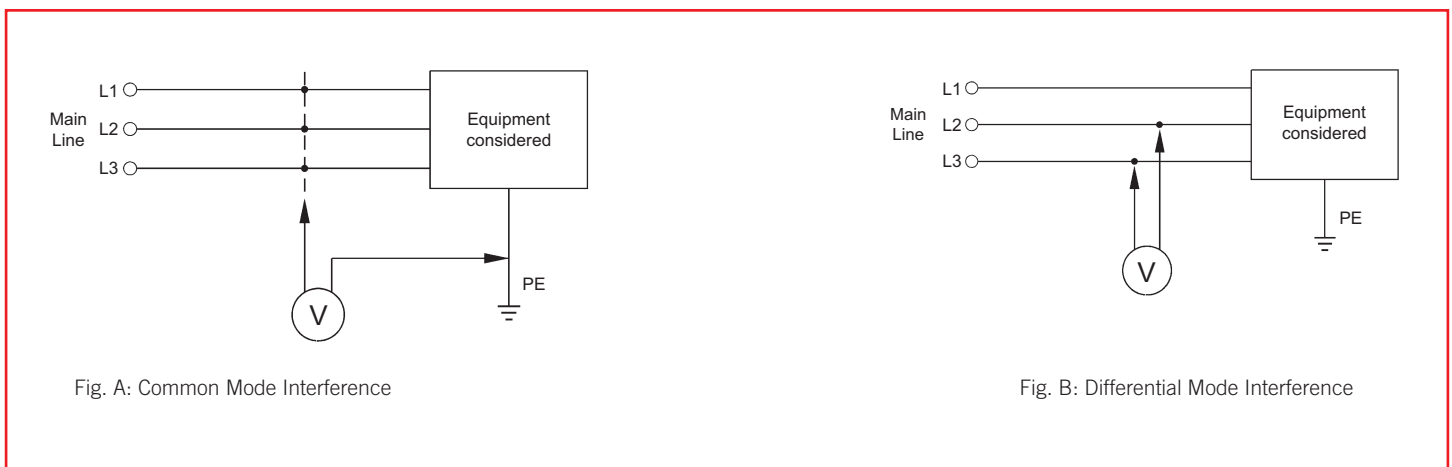 L1
Main
Line
L2
L3
Equipment
considered
PE
V
Fig. A: Common Mode Interference
L1
Main
Line
L2
L3
Equipment
considered
PE
V
Fig. B: Differential Mode Interference